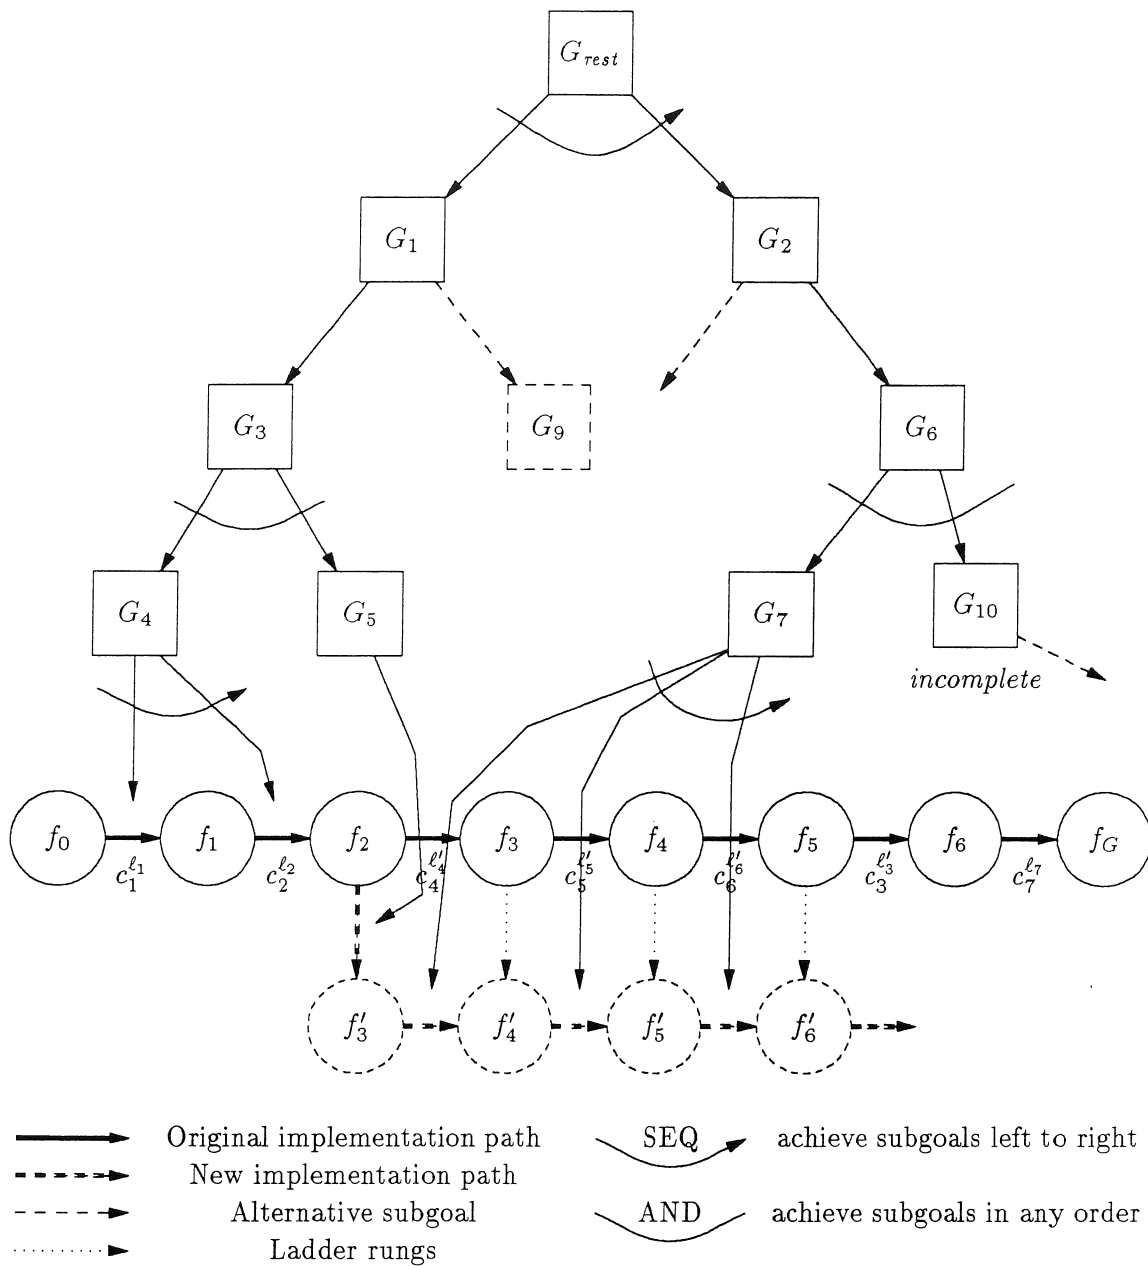 G_rest
G_1 G_2
G_3 G_9 G_6
G_4 G_5 G_7 G_10
incomplete
f_0 f_1 f_2 f_3 f_4 f_5 f_6 f_G
c_1^{ℓ_1} c_2^{ℓ_2} c_4^{ℓ'_4} c_5^{ℓ'_5} c_6^{ℓ'_6} c_3^{ℓ'_3} c_7^{ℓ_7}
f'_3 f'_4 f'_5 f'_6
Original implementation path SEQ achieve subgoals left to right
New implementation path
Alternative subgoal AND achieve subgoals in any order
Ladder rungs